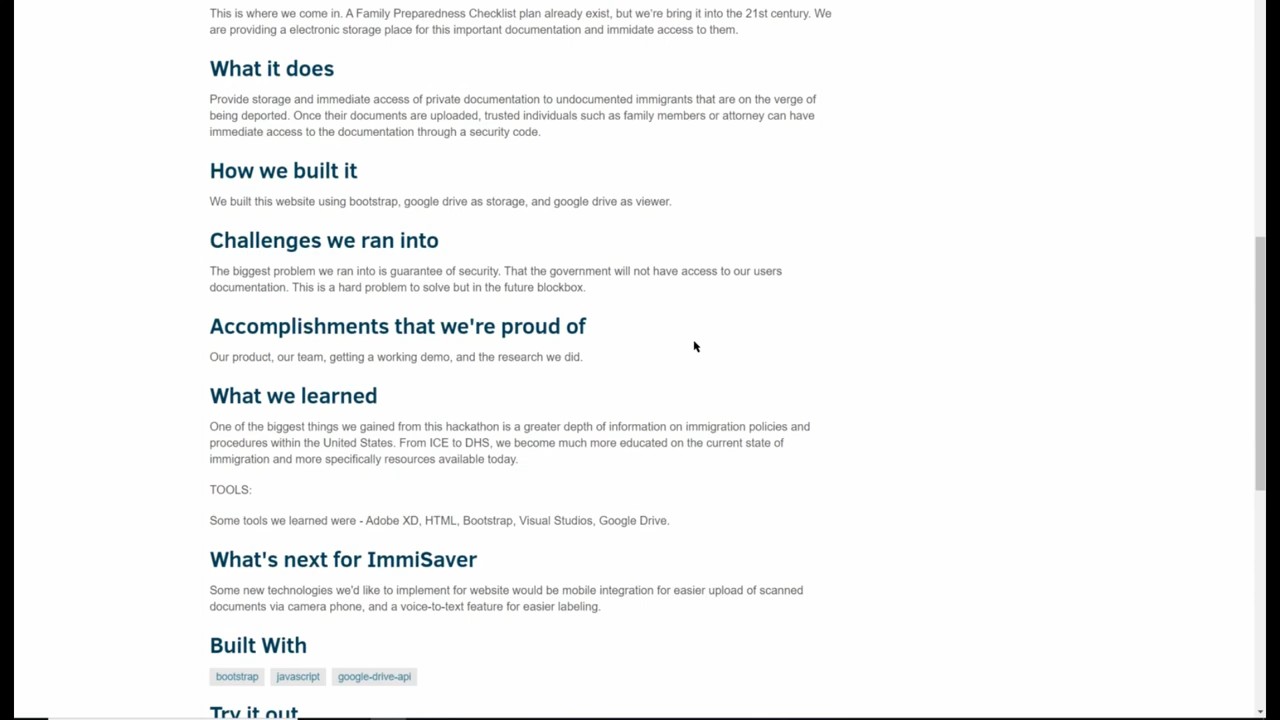 This is where we come in. A Family Preparedness Checklist plan already exist, but we're bring it into the 21st century. We
are providing a electronic storage place for this important documentation and immidate access to them.
What it does
Provide storage and immediate access of private documentation to undocumented immigrants that are on the verge of
being deported. Once their documents are uploaded, trusted individuals such as family members or attorney can have
immediate access to the documentation through a security code.
How we built it
We built this website using bootstrap, google drive as storage, and google drive as viewer.
Challenges we ran into
The biggest problem we ran into is guarantee of security. That the government will not have access to our users
documentation. This is a hard problem to solve but in the future blockbox.
Accomplishments that we're proud of
Our product, our team, getting a working demo, and the research we did.
What we learned
One of the biggest things we gained from this hackathon is a greater depth of information on immigration policies and
procedures within the United States. From ICE to DHS, we become much more educated on the current state of
immigration and more specifically resources available today.
TOOLS:
Some tools we learned were - Adobe XD, HTML, Bootstrap, Visual Studios, Google Drive.
What's next for ImmiSaver
Some new technologies we'd like to implement for website would be mobile integration for easier upload of scanned
documents via camera phone, and a voice-to-text feature for easier labeling.
Built With
bootstrap javascript google-drive-api
Try it out